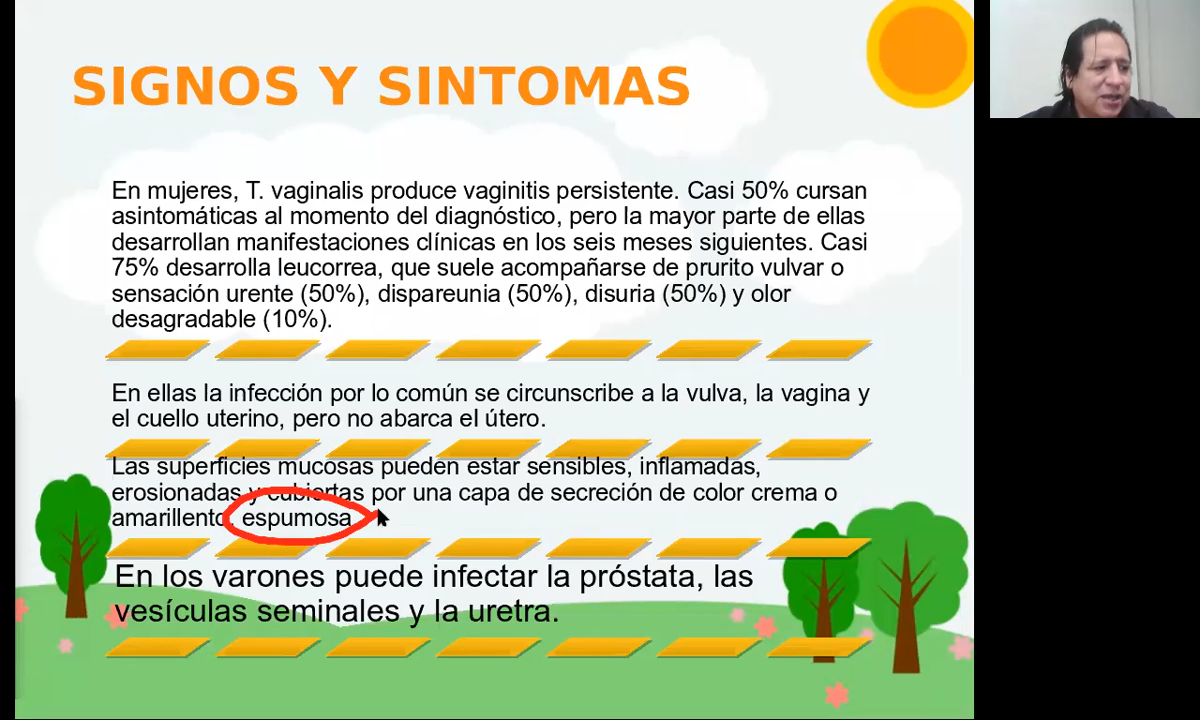 SIGNOS Y SINTOMAS
En mujeres, T. vaginalis produce vaginitis persistente. Casi 50% cursan
asintomáticas al momento del diagnóstico, pero la mayor parte de ellas
desarrollan manifestaciones clínicas en los seis meses siguientes. Casi
75% desarrolla leucorrea, que suele acompañarse de prurito vulvar o
sensación urente (50%), dispareunia (50%), disuria (50%) y olor
desagradable (10%).
En ellas la infección por lo común se circunscribe a la vulva, la vagina y
el cuello uterino, pero no abarca el útero.
Las superficies mucosas pueden estar sensibles, inflamadas,
erosionadas y cubiertas por una capa de secreción de color crema o
amarillento, espumosa
En los varones puede infectar la próstata, las
vesículas seminales y la uretra.